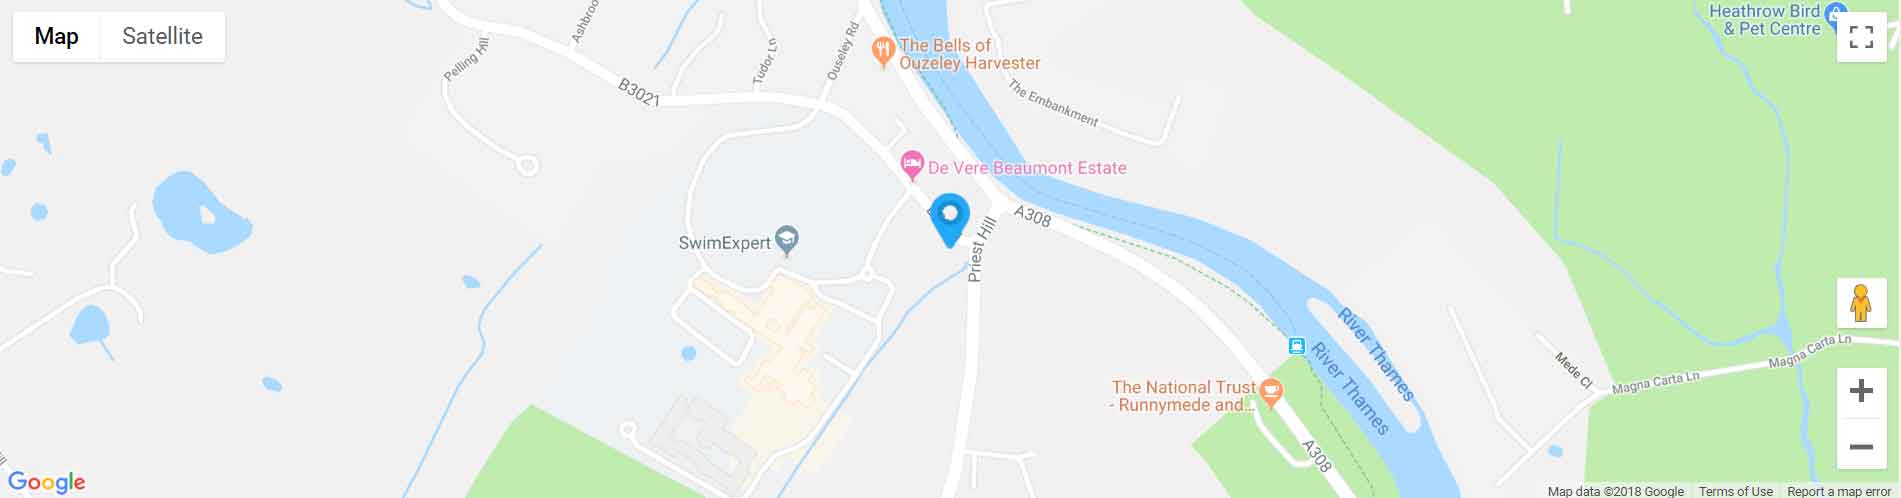 Map
Satellite
Pelling Hill
Ashbroo
B3021
Tudor Ln
Ouseley Rd
The Bells of
Ouzeley Harvester
The Embankment
Heathrow Bird
& Pet Centre
De Vere Beaumont Estate
A308
Priest Hill
SwimExpert
River Thames
River Thames
The National Trust
- Runnymede and...
A308
Mede Cl
Magna Carta Ln
Magna Carta Ln
Google
Map data ©2018 Google
Terms of Use
Report a map error